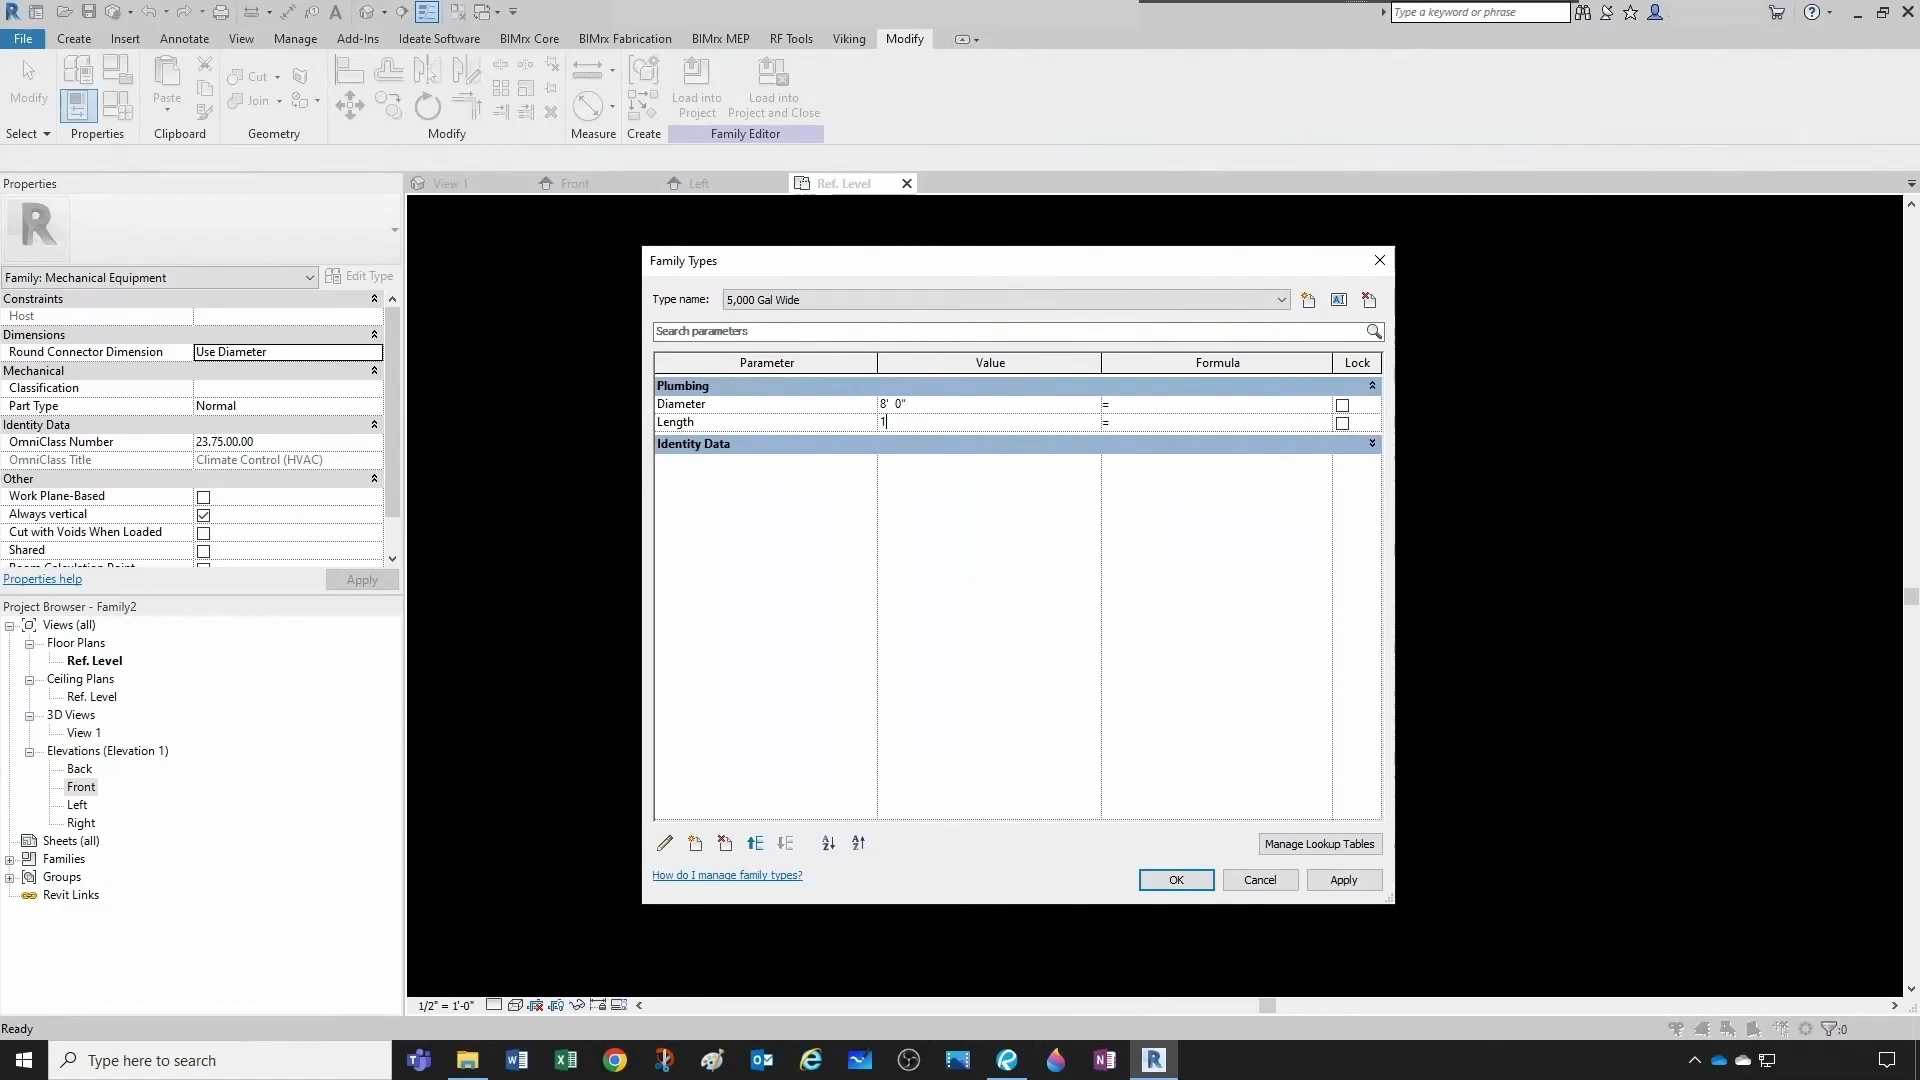 Type a keyword or phrase
File Create Insert Annotate View Manage Add-Ins Ideate Software BIMrx Core BIMrx Fabrication BIMrx MEP RF Tools Viking Modify
Modify Paste Cut Join Load into Project Load into Project and Close
Select Properties Clipboard Geometry Modify Measure Create Family Editor
Properties
View 1 Front Left Ref. Level
Family: Mechanical Equipment Edit Type
Constraints
Host
Dimensions
Round Connector Dimension Use Diameter
Mechanical
Classification
Part Type Normal
Identity Data
OmniClass Number 23.75.00.00
OmniClass Title Climate Control (HVAC)
Other
Work Plane-Based
Always vertical
Cut with Voids When Loaded
Shared
Properties help Apply
Project Browser - Family2
Views (all)
Floor Plans
Ref. Level
Ceiling Plans
Ref. Level
3D Views
View 1
Elevations (Elevation 1)
Back
Front
Left
Right
Sheets (all)
Families
Groups
Revit Links
Family Types
Type name: 5,000 Gal Wide
Search parameters
Parameter Value Formula Lock
Plumbing
Diameter 8' 0" =
Length 1 =
Identity Data
Manage Lookup Tables
How do I manage family types?
OK Cancel Apply
1/2" = 1'-0"
Ready
:0
Type here to search